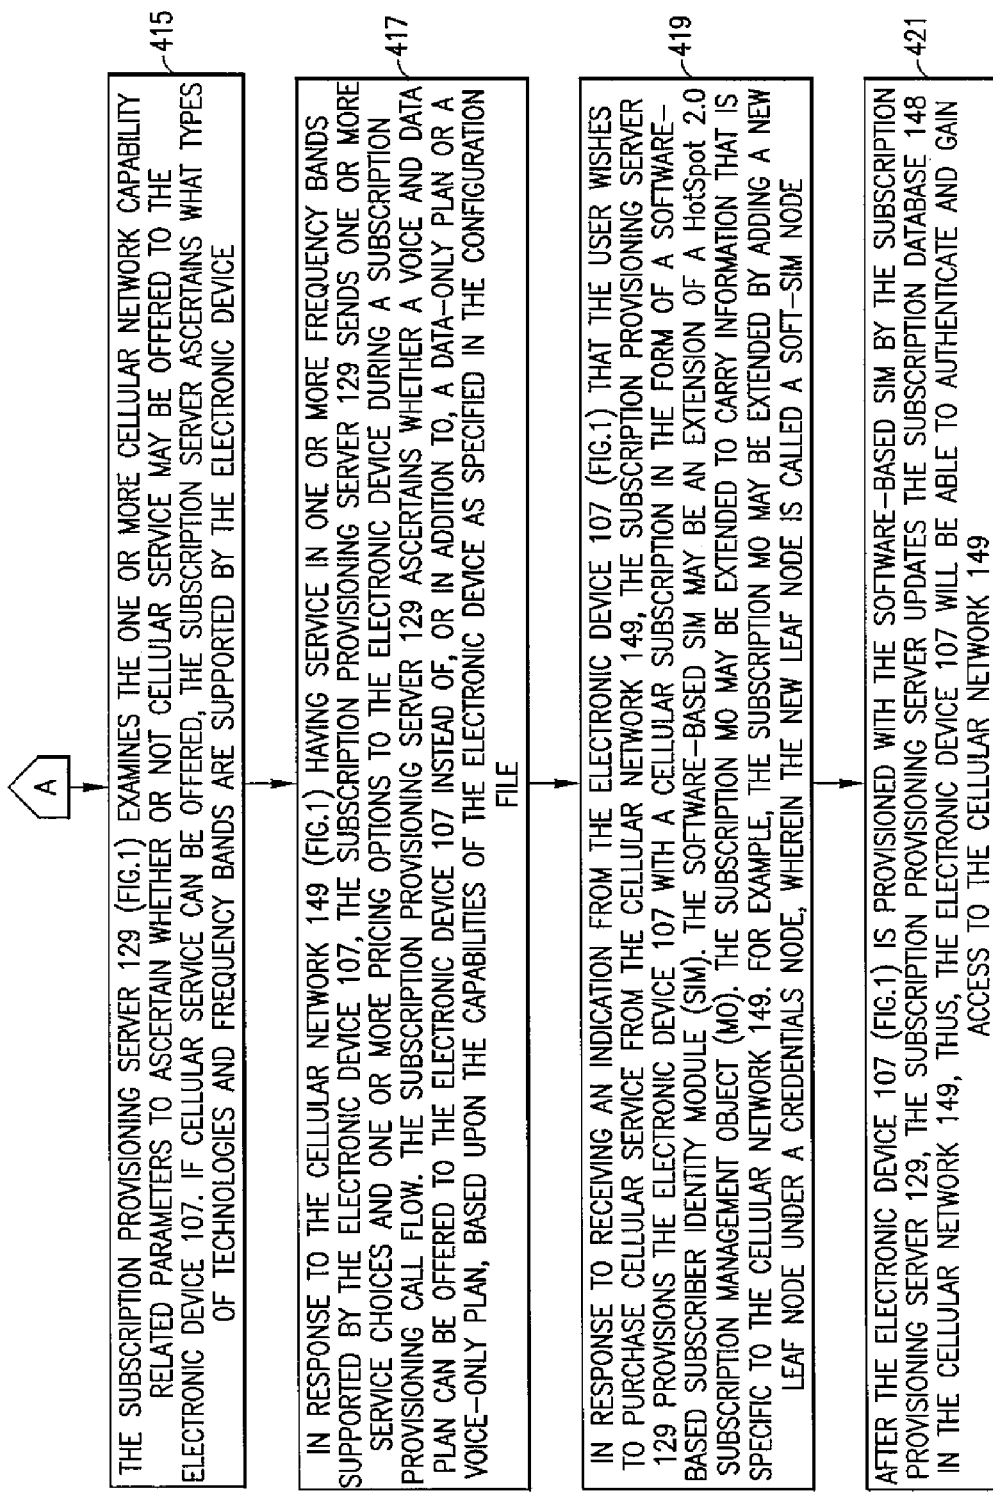 A
THE SUBSCRIPTION PROVISIONING SERVER 129 (FIG.1) EXAMINES THE ONE OR MORE CELLULAR NETWORK CAPABILITY
RELATED PARAMETERS TO ASCERTAIN WHETHER OR NOT CELLULAR SERVICE MAY BE OFFERED TO THE
ELECTRONIC DEVICE 107. IF CELLULAR SERVICE CAN BE OFFERED, THE SUBSCRIPTION SERVER ASCERTAINS WHAT TYPES
OF TECHNOLOGIES AND FREQUENCY BANDS ARE SUPPORTED BY THE ELECTRONIC DEVICE
415
IN RESPONSE TO THE CELLULAR NETWORK 149 (FIG.1) HAVING SERVICE IN ONE OR MORE FREQUENCY BANDS
SUPPORTED BY THE ELECTRONIC DEVICE 107, THE SUBSCRIPTION PROVISIONING SERVER 129 SENDS ONE OR MORE
SERVICE CHOICES AND ONE OR MORE PRICING OPTIONS TO THE ELECTRONIC DEVICE DURING A SUBSCRIPTION
PROVISIONING CALL FLOW. THE SUBSCRIPTION PROVISIONING SERVER 129 ASCERTAINS WHETHER A VOICE AND DATA
PLAN CAN BE OFFERED TO THE ELECTRONIC DEVICE 107 INSTEAD OF, OR IN ADDITION TO, A DATA-ONLY PLAN OR A
VOICE-ONLY PLAN, BASED UPON THE CAPABILITIES OF THE ELECTRONIC DEVICE AS SPECIFIED IN THE CONFIGURATION
FILE
417
IN RESPONSE TO RECEIVING AN INDICATION FROM THE ELECTRONIC DEVICE 107 (FIG.1) THAT THE USER WISHES
TO PURCHASE CELLULAR SERVICE FROM THE CELLULAR NETWORK 149, THE SUBSCRIPTION PROVISIONING SERVER
129 PROVISIONS THE ELECTRONIC DEVICE 107 WITH A CELLULAR SUBSCRIPTION IN THE FORM OF A SOFTWARE-
BASED SUBSCRIBER IDENTITY MODULE (SIM). THE SOFTWARE-BASED SIM MAY BE AN EXTENSION OF A HotSpot 2.0
SUBSCRIPTION MANAGEMENT OBJECT (MO). THE SUBSCRIPTION MO MAY BE EXTENDED TO CARRY INFORMATION THAT IS
SPECIFIC TO THE CELLULAR NETWORK 149. FOR EXAMPLE, THE SUBSCRIPTION MO MAY BE EXTENDED BY ADDING A NEW
LEAF NODE UNDER A CREDENTIALS NODE, WHEREIN THE NEW LEAF NODE IS CALLED A SOFT-SIM NODE
419
AFTER THE ELECTRONIC DEVICE 107 (FIG.1) IS PROVISIONED WITH THE SOFTWARE-BASED SIM BY THE SUBSCRIPTION
PROVISIONING SERVER 129, THE SUBSCRIPTION PROVISIONING SERVER UPDATES THE SUBSCRIPTION DATABASE 148
IN THE CELLULAR NETWORK 149, THUS, THE ELECTRONIC DEVICE 107 WILL BE ABLE TO AUTHENTICATE AND GAIN
ACCESS TO THE CELLULAR NETWORK 149
421